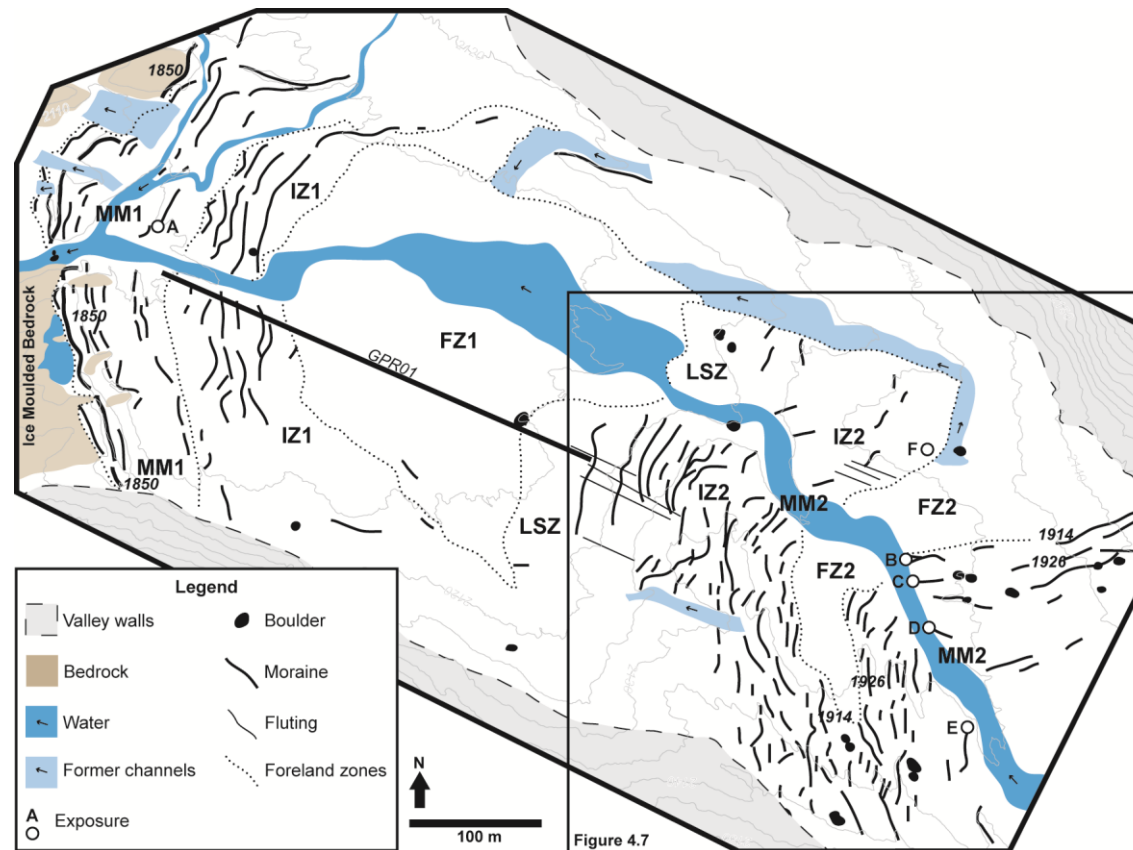 1850
2110
IZ1
MM1
A
Ice Moulded Bedrock
1850
FZ1
GPR01
LSZ
IZ2
F
IZ1
MM1
1850
IZ2
MM2
FZ2
1914
LSZ
B
1926
FZ2
C
D
MM2
1926
1914
E
Legend
Valley walls
Boulder
Bedrock
Moraine
Water
Fluting
Former channels
Foreland zones
A
Exposure
N
100 m
Figure 4.7